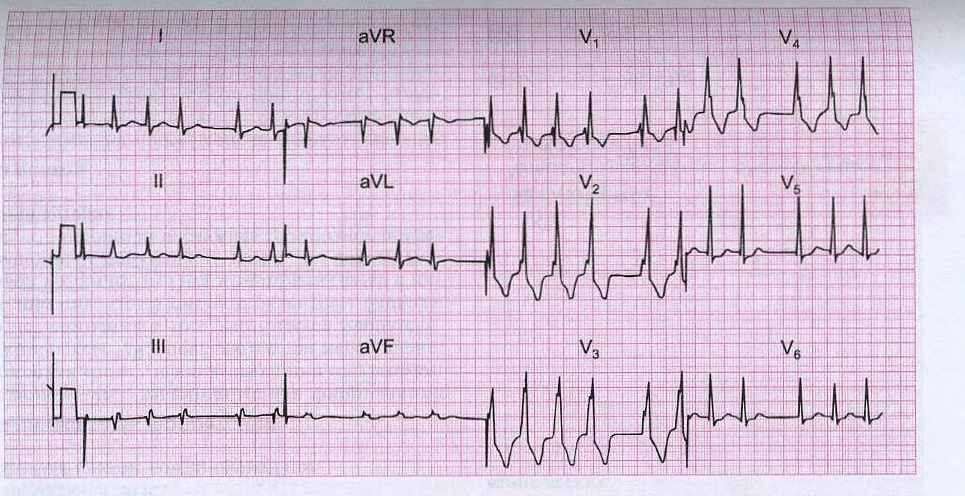 I aVR V₁ V₄
II aVL V₂ V₅
III aVF V₃ V₆